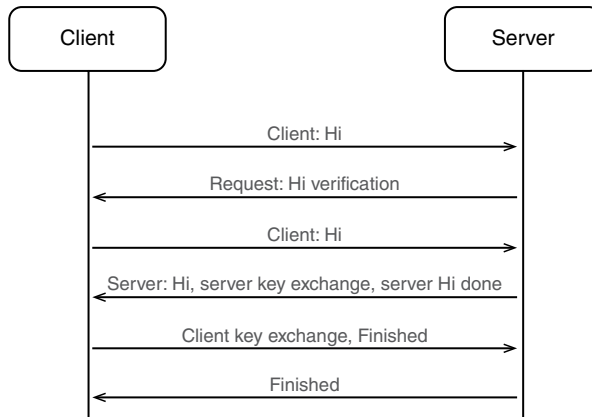 Client
Server
Client: Hi
Request: Hi verification
Client: Hi
Server: Hi, server key exchange, server Hi done
Client key exchange, Finished
Finished